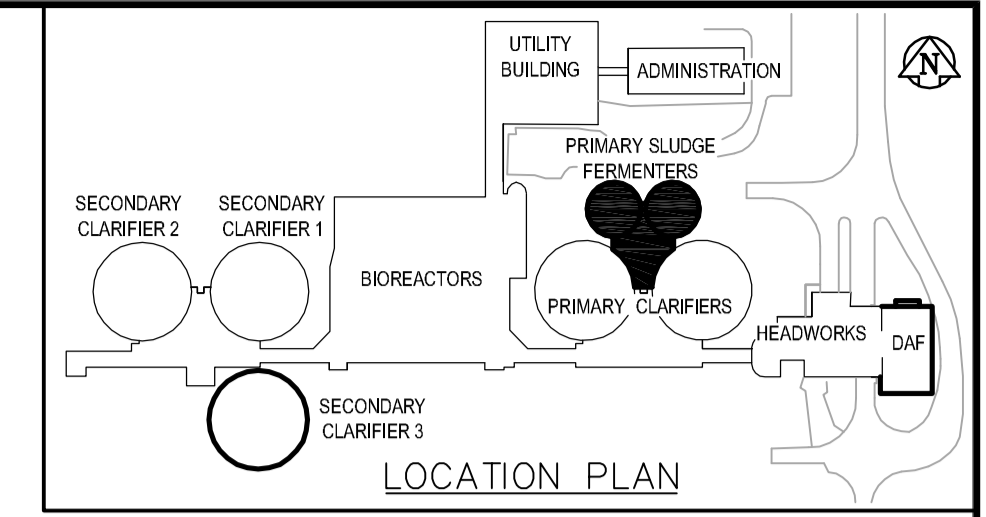 UTILITY
BUILDING
ADMINISTRATION
N
PRIMARY SLUDGE
FERMENTERS
SECONDARY
CLARIFIER 2
SECONDARY
CLARIFIER 1
BIOREACTORS
PRIMARY CLARIFIERS
HEADWORKS
DAF
SECONDARY
CLARIFIER 3
LOCATION PLAN